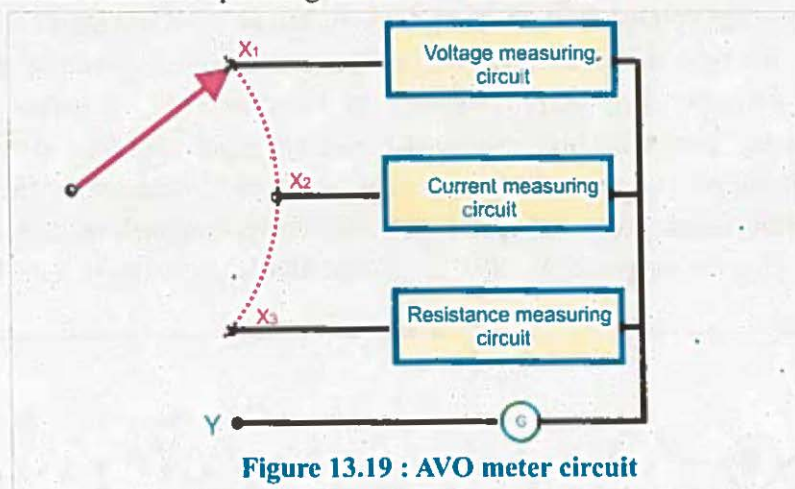 X1
Voltage measuring.
circuit
X2
Current measuring
circuit
X3
Resistance measuring
circuit
Y
G
Figure 13.19 : AVO meter circuit